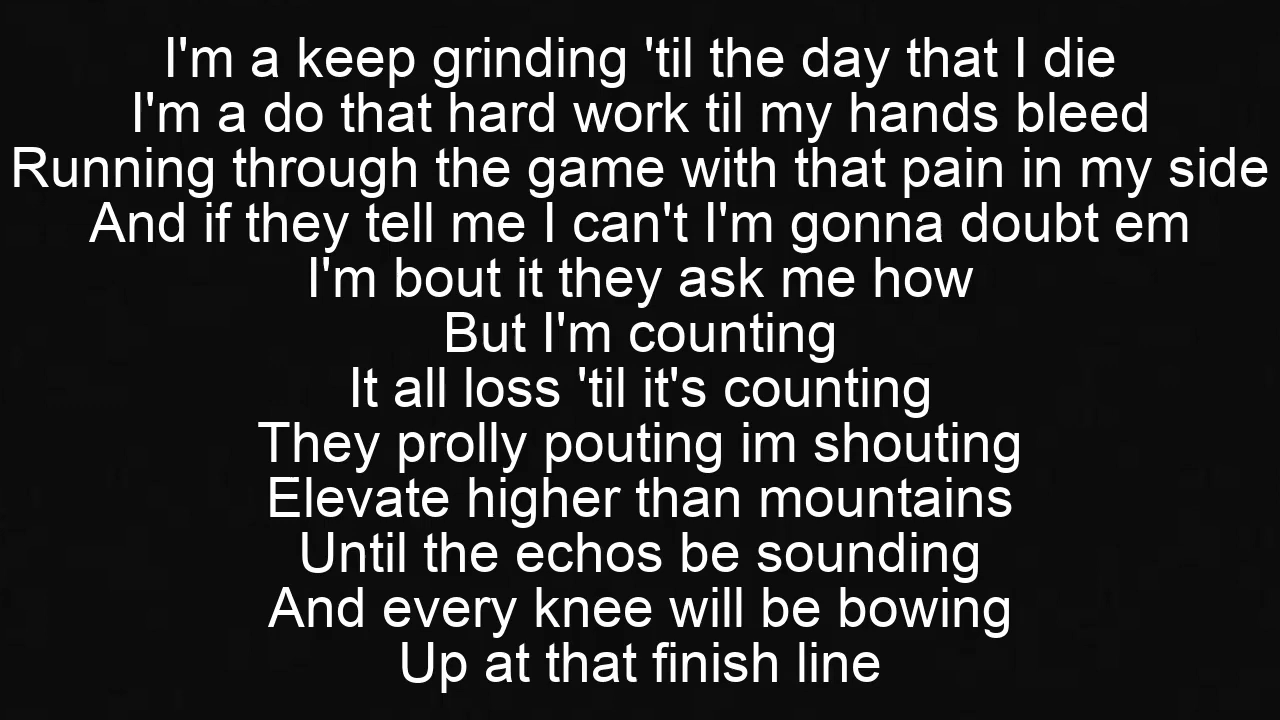 I'm a keep grinding 'til the day that I die
I'm a do that hard work til my hands bleed
Running through the game with that pain in my side
And if they tell me I can't I'm gonna doubt em
I'm bout it they ask me how
But I'm counting
It all loss 'til it's counting
They prolly pouting im shouting
Elevate higher than mountains
Until the echos be sounding
And every knee will be bowing
Up at that finish line